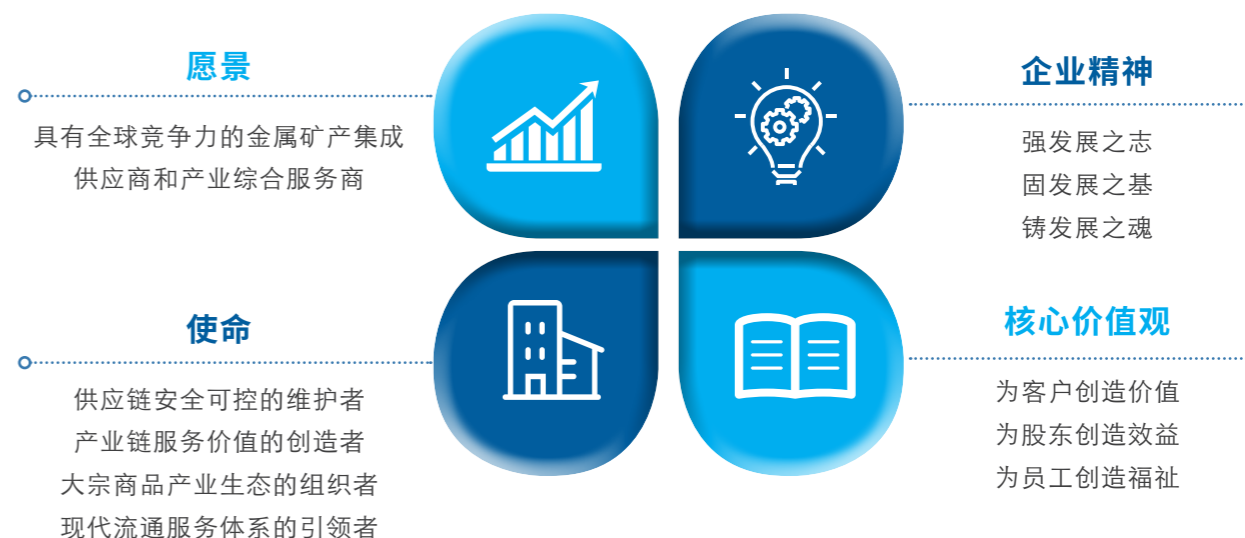 愿景
具有全球竞争力的金属矿产集成
供应商和产业综合服务商
企业精神
强发展之志
固发展之基
铸发展之魂
使命
供应链安全可控的维护者
产业链服务价值的创造者
大宗商品产业生态的组织者
现代流通服务体系的引领者
核心价值观
为客户创造价值
为股东创造效益
为员工创造福祉